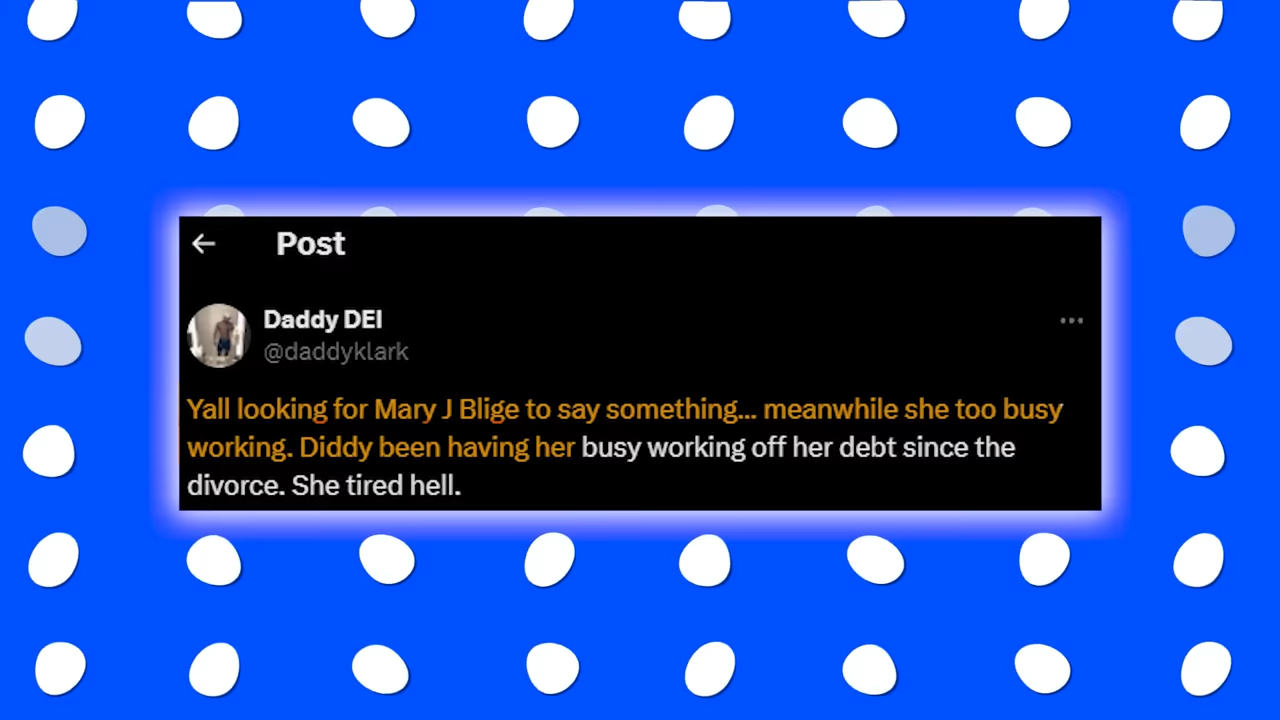 Post
Daddy DEI
@daddyklark
Yall looking for Mary J Blige to say something... meanwhile she too busy
working. Diddy been having her busy working off her debt since the
divorce. She tired hell.